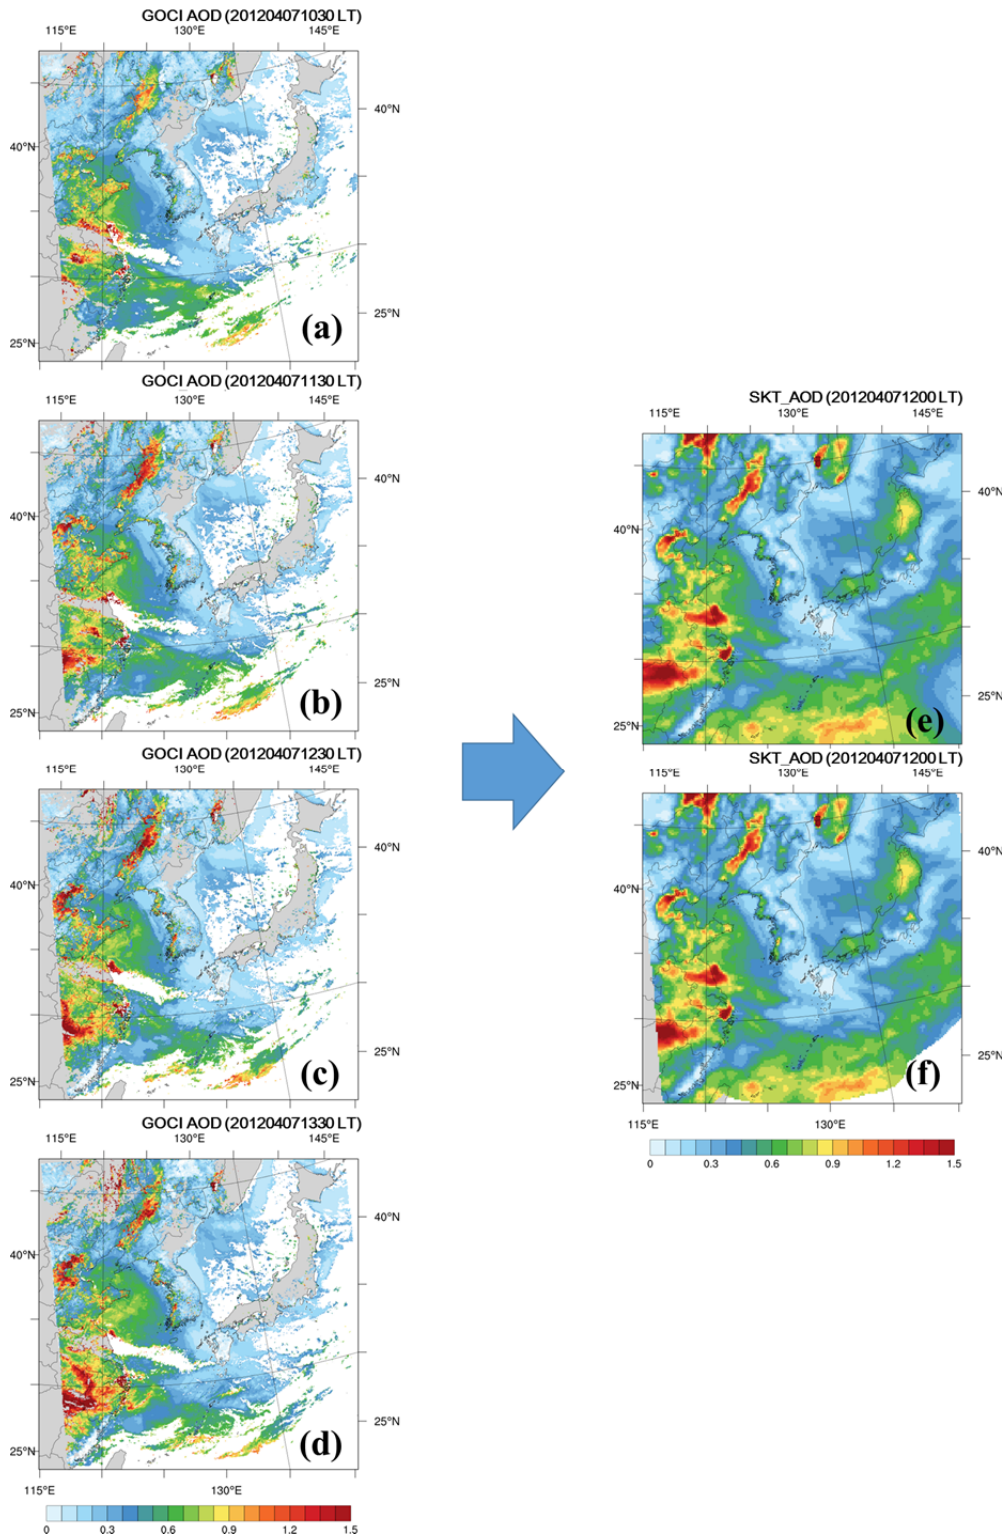 GOCI AOD (201204071030 LT)
115°E 130°E 145°E
40°N
40°N
25°N
25°N
(a)
GOCI AOD (201204071130 LT)
115°E 130°E 145°E
40°N
40°N
25°N
25°N
(b)
GOCI AOD (201204071230 LT)
115°E 130°E 145°E
40°N
40°N
25°N
25°N
(c)
GOCI AOD (201204071330 LT)
115°E 130°E 145°E
40°N
40°N
25°N
25°N
(d)
115°E 130°E
0 0.3 0.6 0.9 1.2 1.5
SKT_AOD (201204071200 LT)
115°E 130°E 145°E
40°N
40°N
25°N
25°N
(e)
SKT_AOD (201204071200 LT)
115°E 130°E 145°E
40°N
40°N
25°N
25°N
(f)
115°E 130°E
0 0.3 0.6 0.9 1.2 1.5